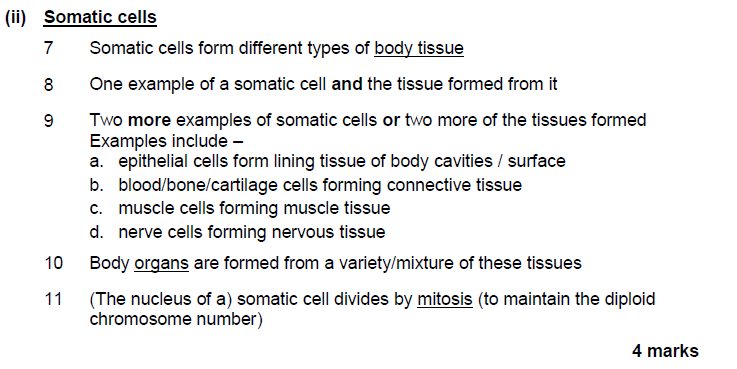 (ii) Somatic cells
7 Somatic cells form different types of body tissue
8 One example of a somatic cell and the tissue formed from it
9 Two more examples of somatic cells or two more of the tissues formed
Examples include –
a. epithelial cells form lining tissue of body cavities / surface
b. blood/bone/cartilage cells forming connective tissue
c. muscle cells forming muscle tissue
d. nerve cells forming nervous tissue
10 Body organs are formed from a variety/mixture of these tissues
11 (The nucleus of a) somatic cell divides by mitosis (to maintain the diploid
chromosome number)
4 marks